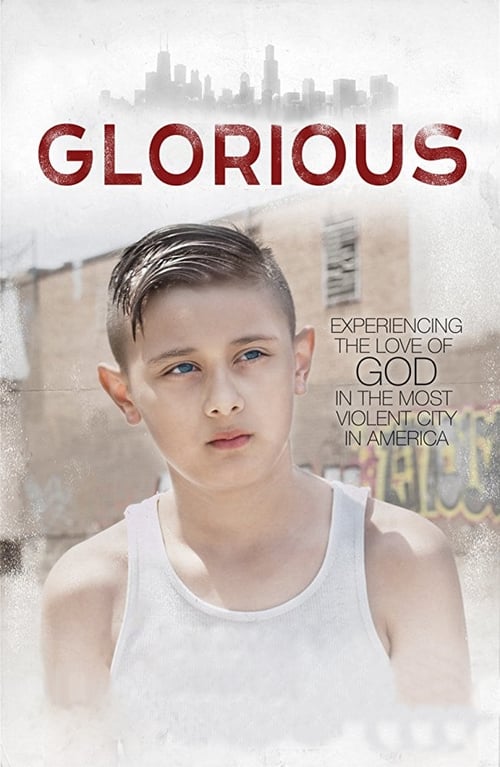 GLORIOUS
EXPERIENCING
THE LOVE OF
GOD
IN THE MOST
VIOLENT CITY
IN AMERICA